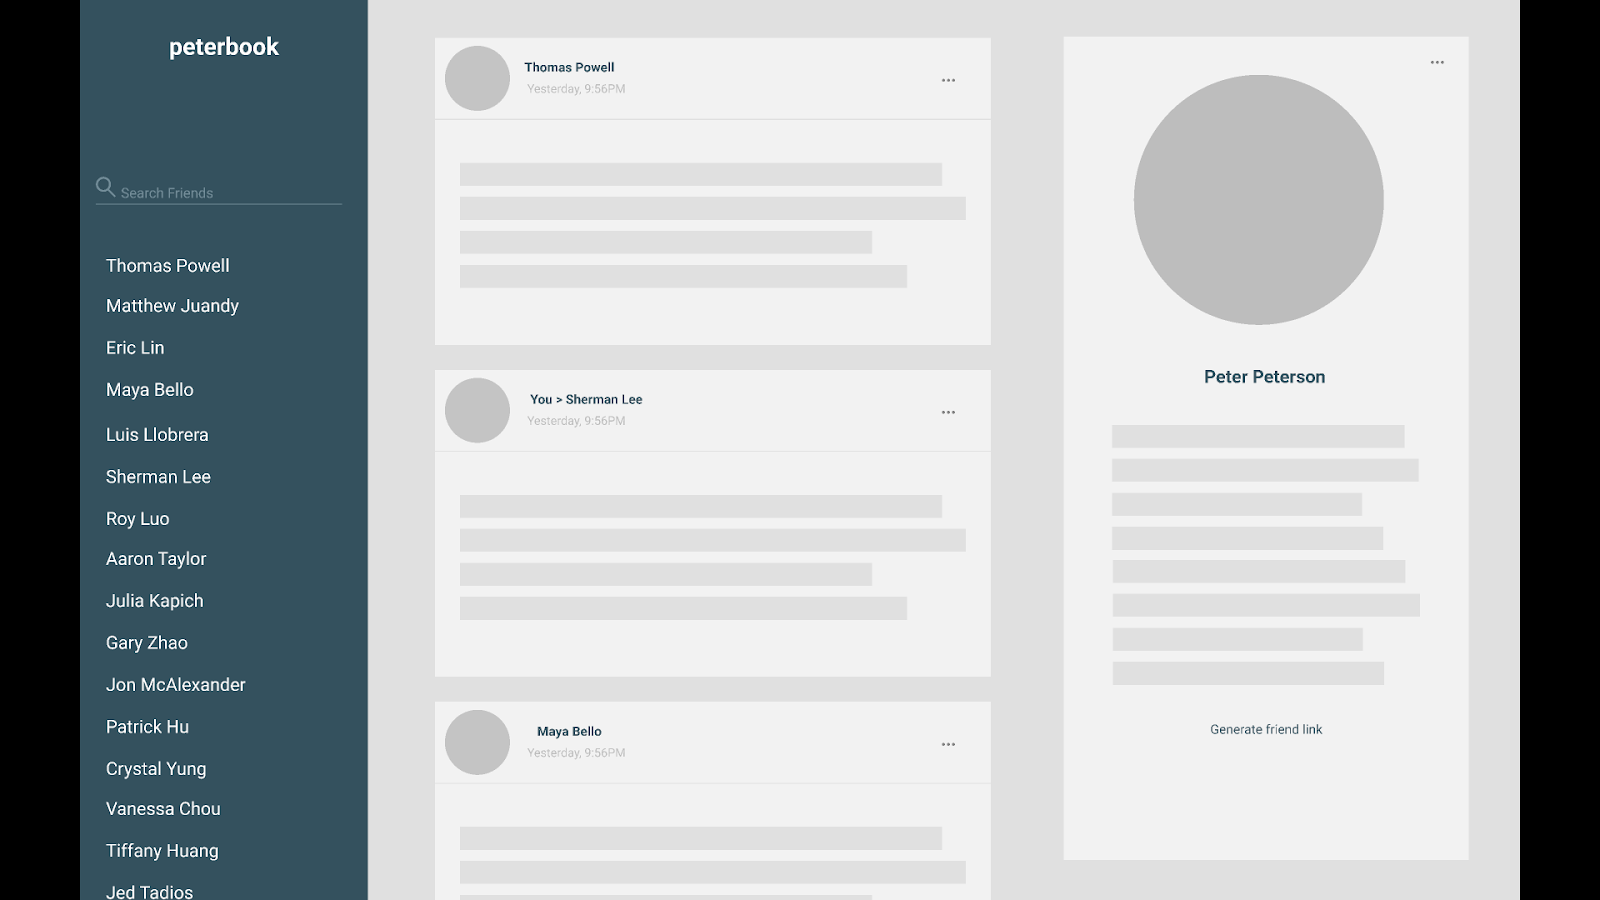 peterbook
Search Friends
Thomas Powell
Matthew Juandy
Eric Lin
Maya Bello
Luis Llobrera
Sherman Lee
Roy Luo
Aaron Taylor
Julia Kapich
Gary Zhao
Jon McAlexander
Patrick Hu
Crystal Yung
Vanessa Chou
Tiffany Huang
Jed Tadios
Thomas Powell
Yesterday, 9:56PM
You > Sherman Lee
Yesterday, 9:56PM
Maya Bello
Yesterday, 9:56PM
Peter Peterson
Generate friend link